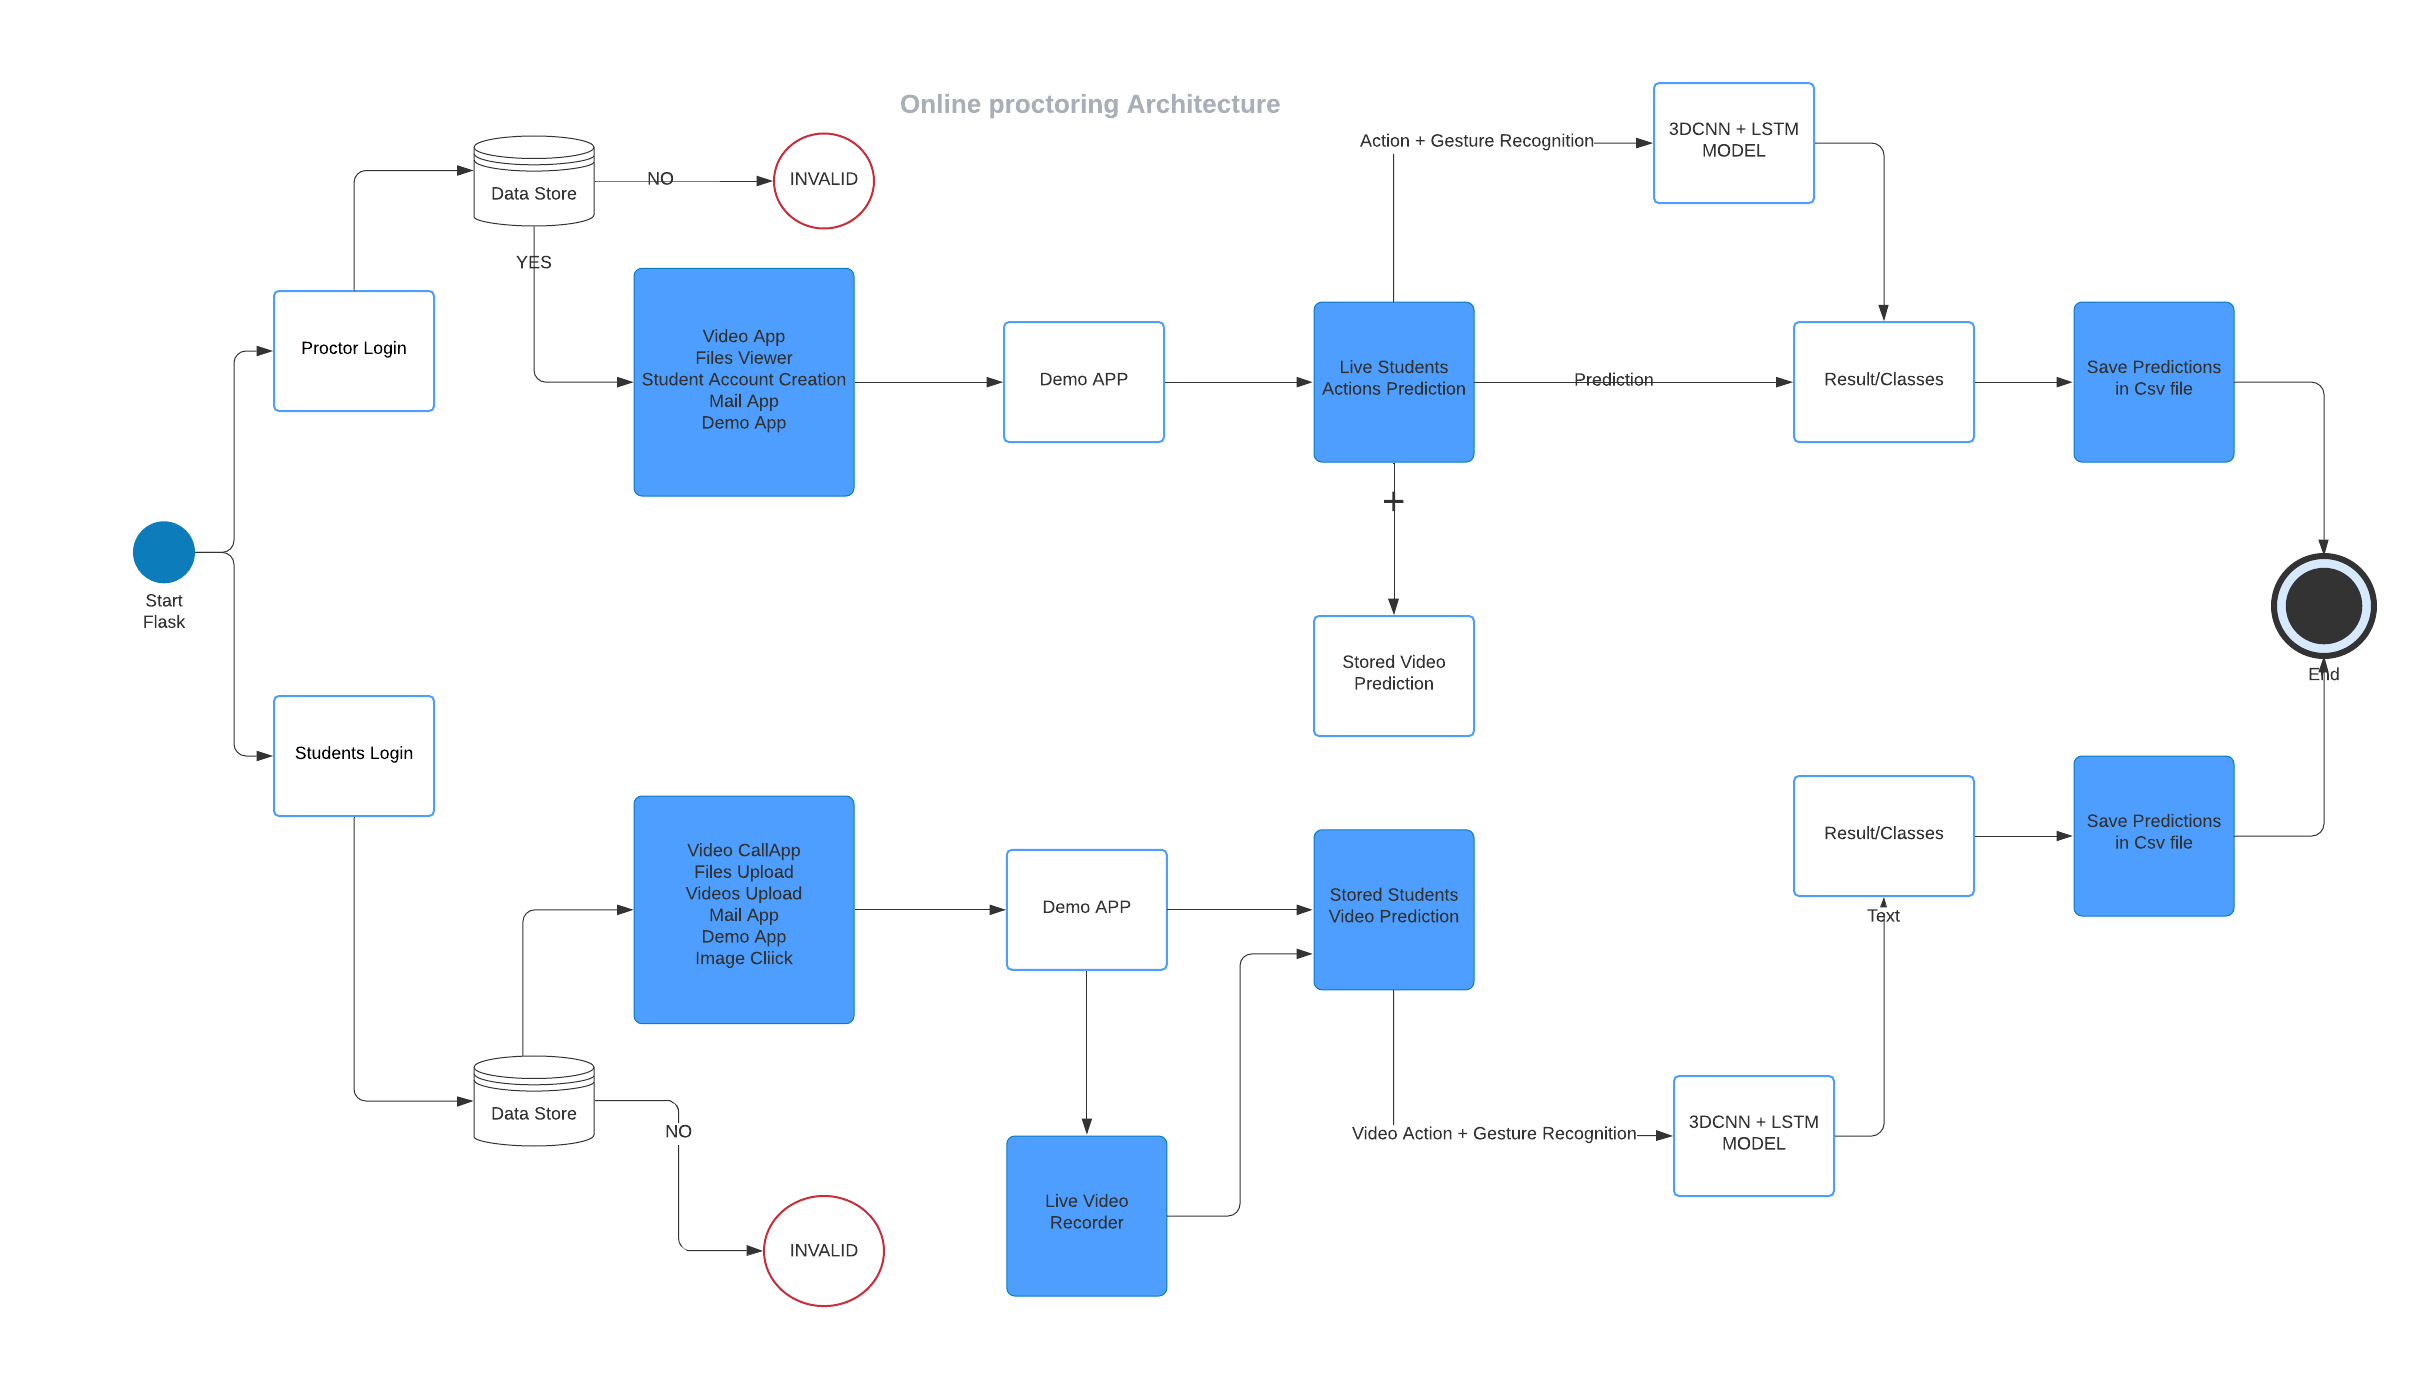 Online proctoring Architecture
Data Store
NO
INVALID
YES
Action + Gesture Recognition
3DCNN + LSTM
MODEL
Proctor Login
Video App
Files Viewer
Student Account Creation
Mail App
Demo App
Demo APP
Live Students
Actions Prediction
Prediction
Result/Classes
Save Predictions
in Csv file
+
Start
Flask
Stored Video
Prediction
End
Students Login
Video CallApp
Files Upload
Videos Upload
Mail App
Demo App
Image Cliick
Demo APP
Stored Students
Video Prediction
Result/Classes
Save Predictions
in Csv file
Text
Data Store
NO
INVALID
Live Video
Recorder
Video Action + Gesture Recognition
3DCNN + LSTM
MODEL